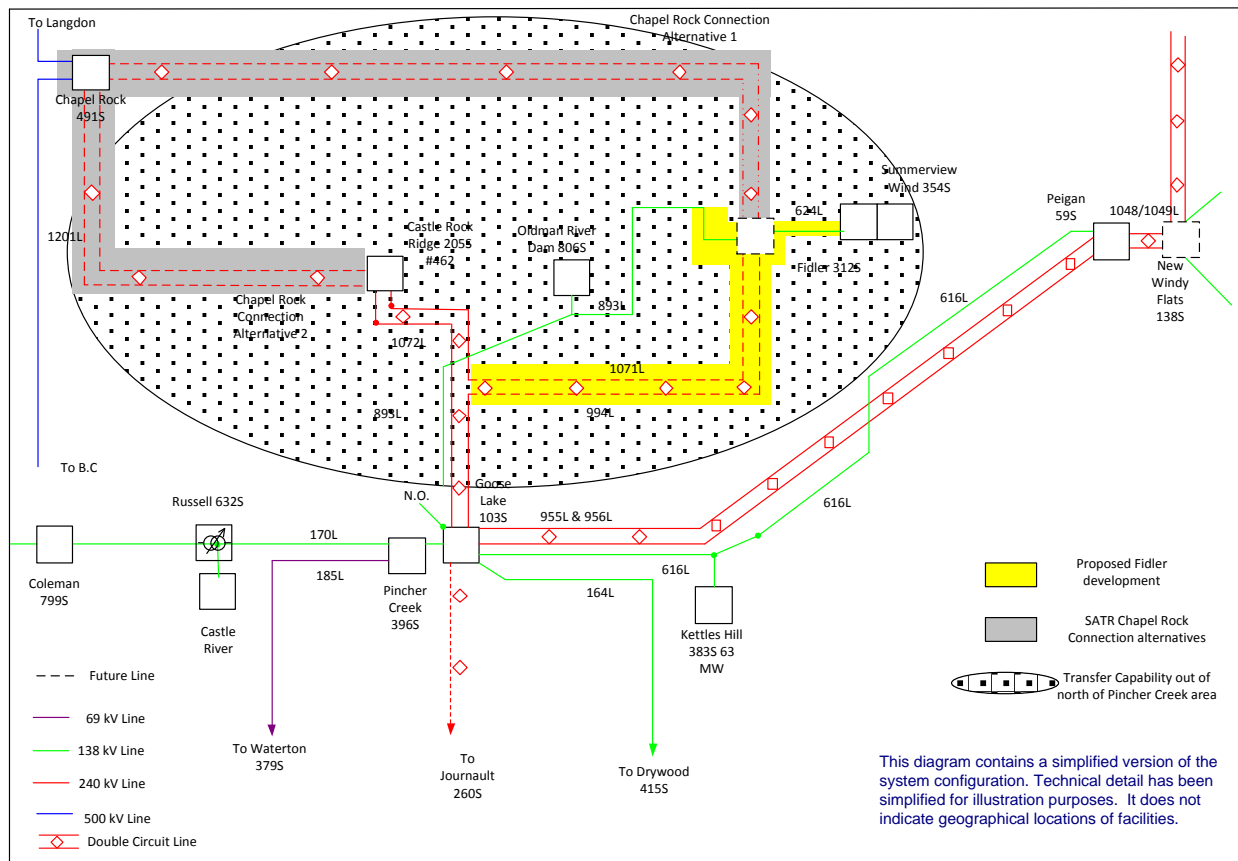 To Langdon
Chapel Rock Connection
Alternative 1
Chapel Rock
491S
Summerview
Wind 354S
624L
Peigan
59S
1048/1049L
1201L
Castle Rock
Ridge 205S
#462
Oldman River
Dam 806S
Fidler 312S
New
Windy
Flats
138S
Chapel Rock
Connection
Alternative 2
893L
616L
1072L
1071L
893L
994L
To B.C
Goose
Lake
103S
N.O.
Russell 632S
955L & 956L
616L
170L
616L
185L
164L
Coleman
799S
Castle
River
Pincher
Creek
396S
Kettles Hill
383S 63
MW
Proposed Fidler
development
SATR Chapel Rock
Connection alternatives
Transfer Capability out of
north of Pincher Creek area
Future Line
69 kV Line
138 kV Line
240 kV Line
500 kV Line
Double Circuit Line
To Waterton
379S
To
Journault
260S
To Drywood
415S
This diagram contains a simplified version of the
system configuration. Technical detail has been
simplified for illustration purposes.  It does not
indicate geographical locations of facilities.